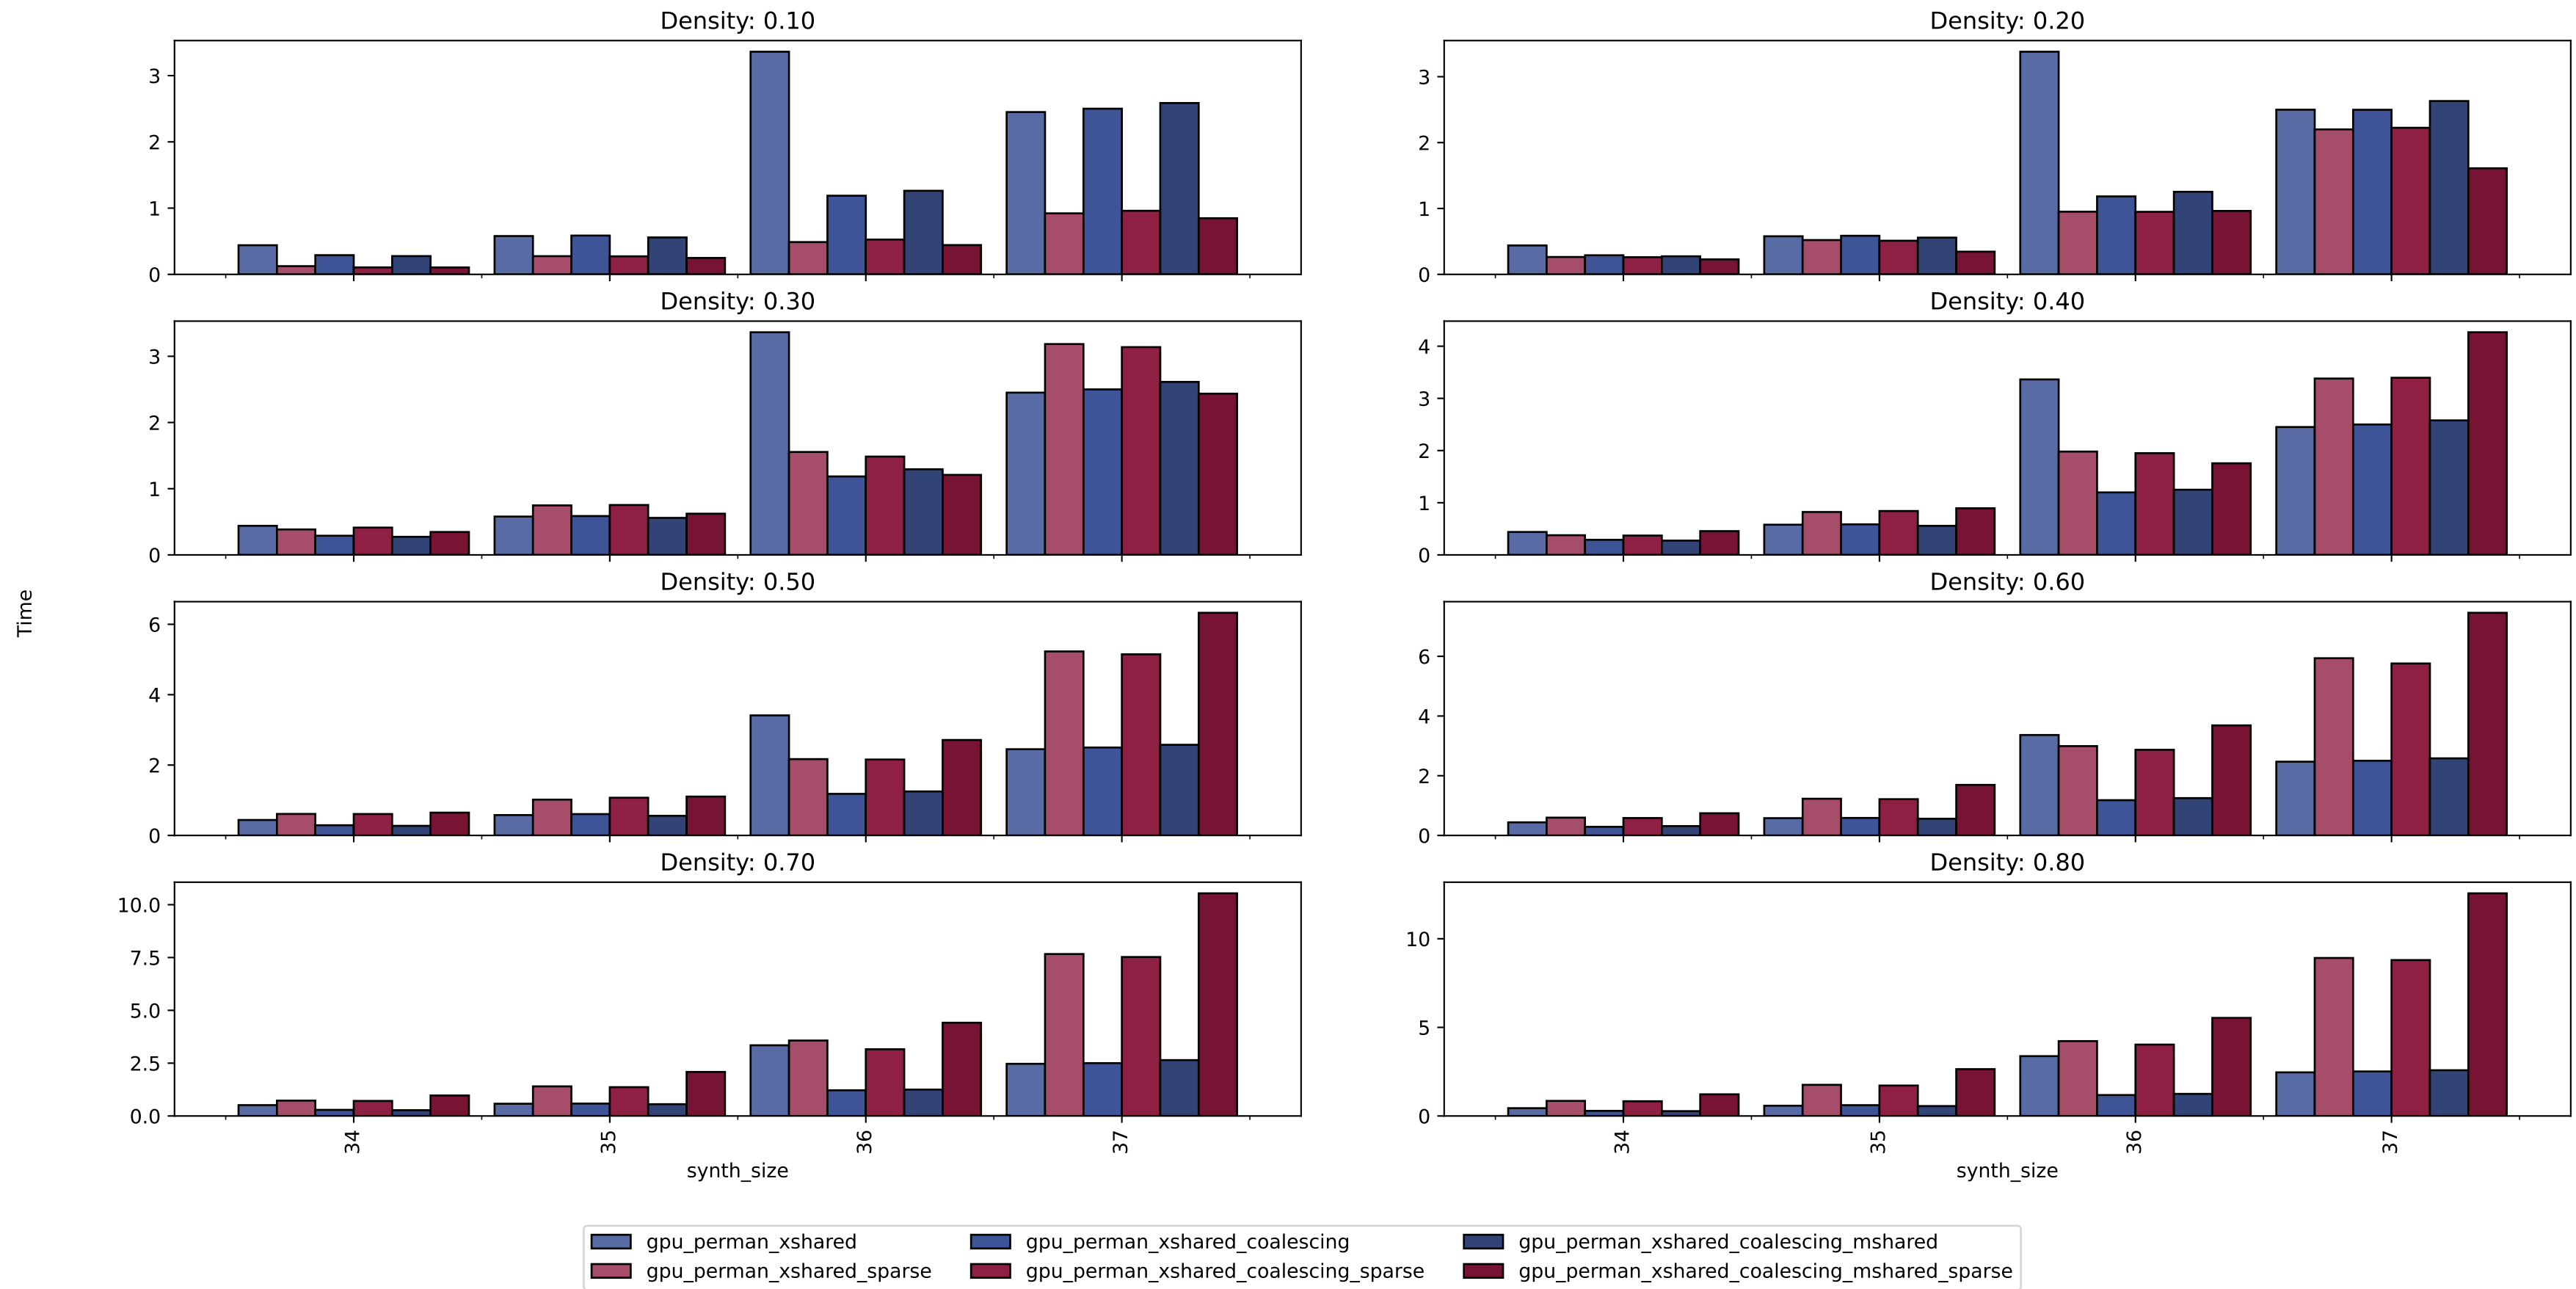 Density: 0.10
Density: 0.20
3
2
1
0
3
2
1
0
Density: 0.30
Density: 0.40
3
2
1
0
4
3
2
1
0
Time
Density: 0.50
Density: 0.60
6
4
2
0
6
4
2
0
Density: 0.70
Density: 0.80
10.0
7.5
5.0
2.5
0.0
10
5
0
34 35 36 37
34 35 36 37
synth_size
synth_size
gpu_perman_xshared
gpu_perman_xshared_coalescing
gpu_perman_xshared_coalescing_mshared
gpu_perman_xshared_sparse
gpu_perman_xshared_coalescing_sparse
gpu_perman_xshared_coalescing_mshared_sparse